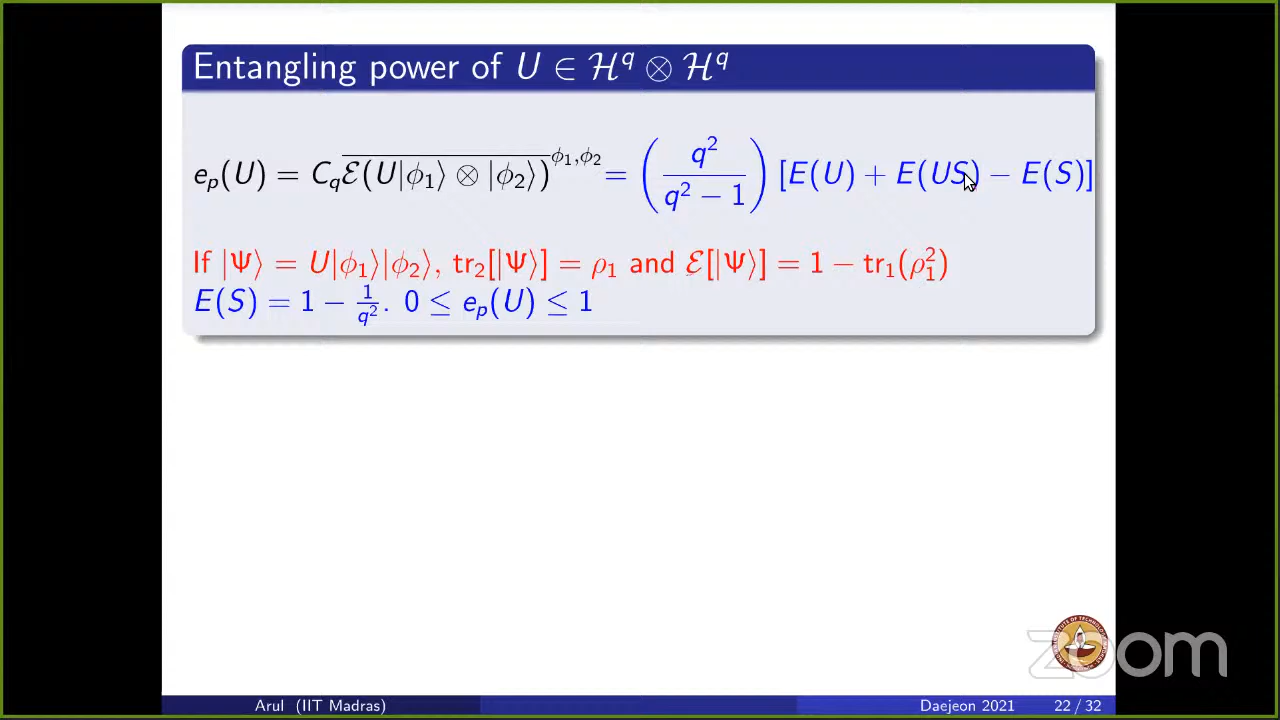 Entangling power of U ∈ ℋ^q ⊗ ℋ^q
e_p(U) = C_q \overline{ℰ(U|ϕ_1⟩ ⊗ |ϕ_2⟩)}^{ϕ_1,ϕ_2} = (q^2/(q^2 − 1)) [E(U) + E(US) − E(S)]
If |Ψ⟩ = U|ϕ_1⟩|ϕ_2⟩, tr_2[|Ψ⟩] = ρ_1 and ℰ[|Ψ⟩] = 1 − tr_1(ρ_1^2)
E(S) = 1 − 1/q^2. 0 ≤ e_p(U) ≤ 1
zoom
Arul (IIT Madras) Daejeon 2021 22 / 32